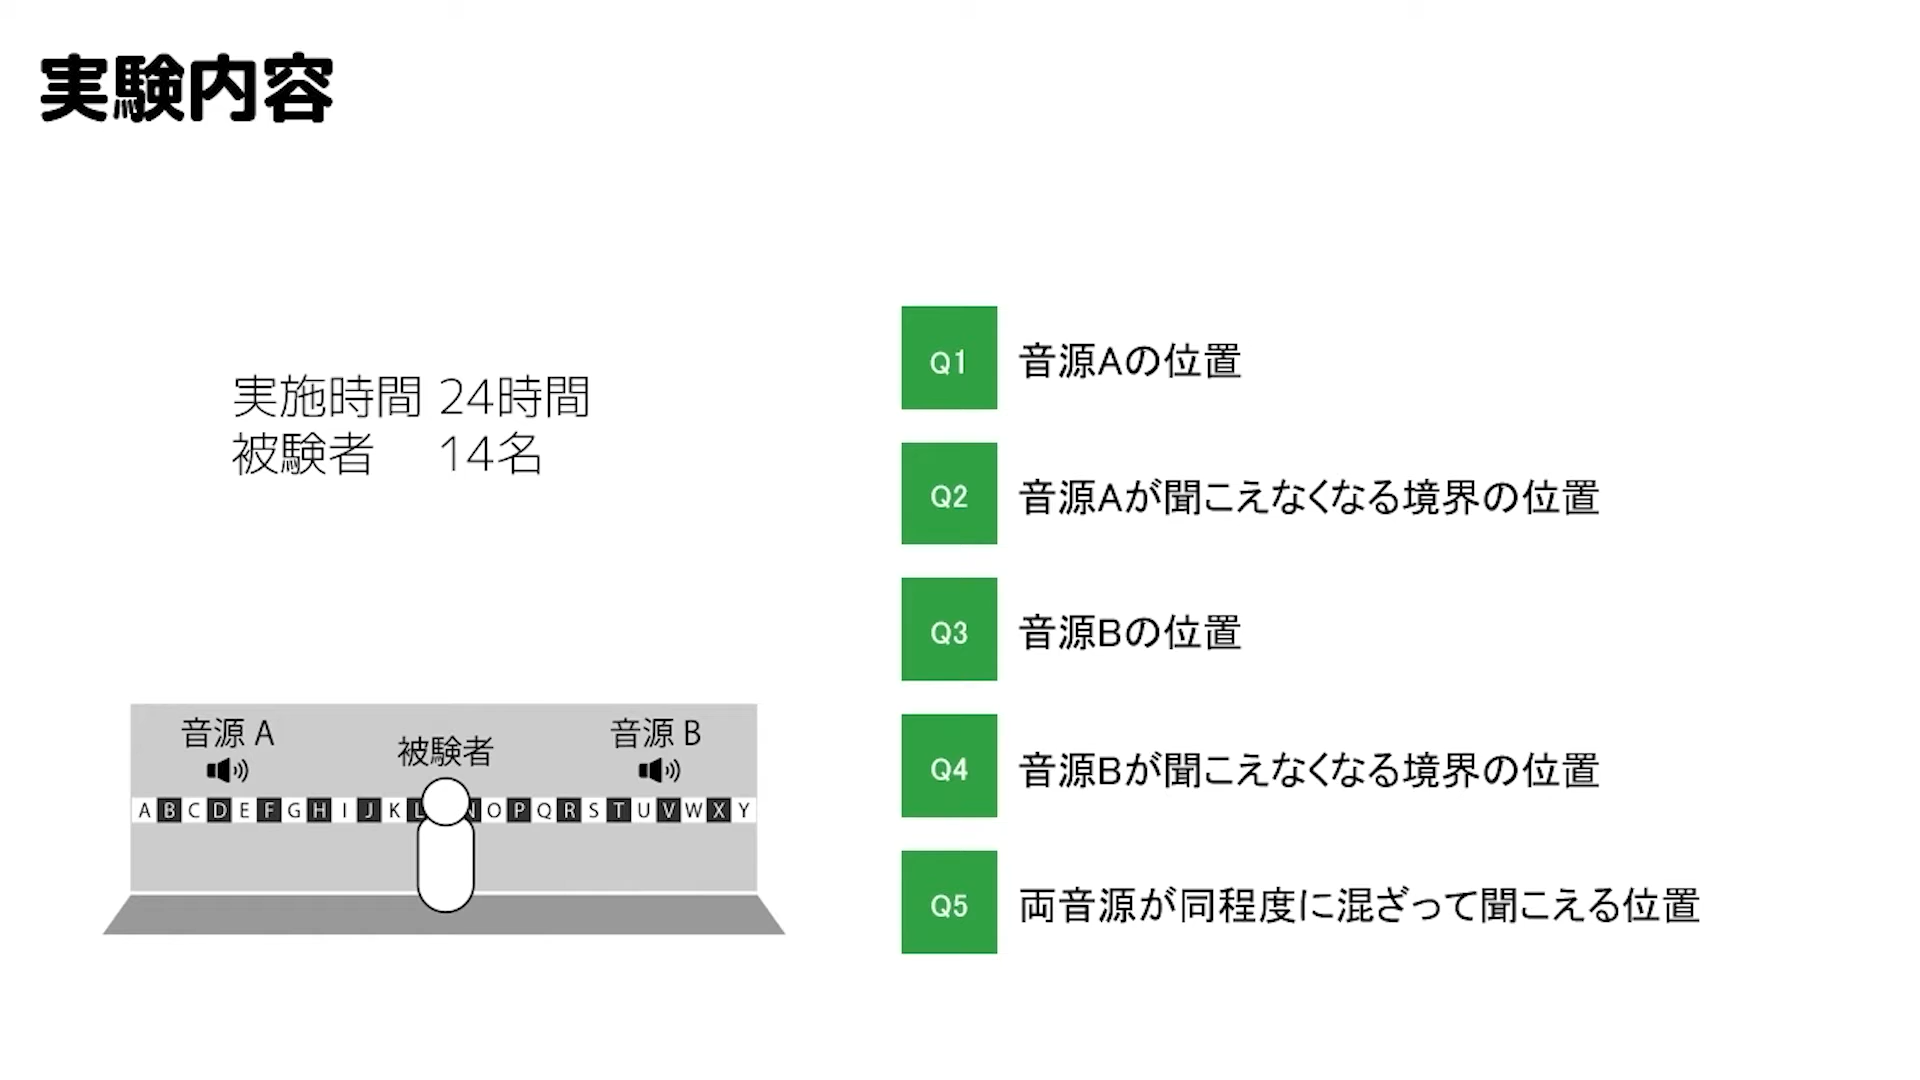 実験内容
実施時間 24時間
被験者 14名
Q1 音源Aの位置
Q2 音源Aが聞こえなくなる境界の位置
Q3 音源Bの位置
Q4 音源Bが聞こえなくなる境界の位置
Q5 両音源が同程度に混ざって聞こえる位置
音源 A
被験者
音源 B
A B C D E F G H I J K L N O P Q R S T U V W X Y